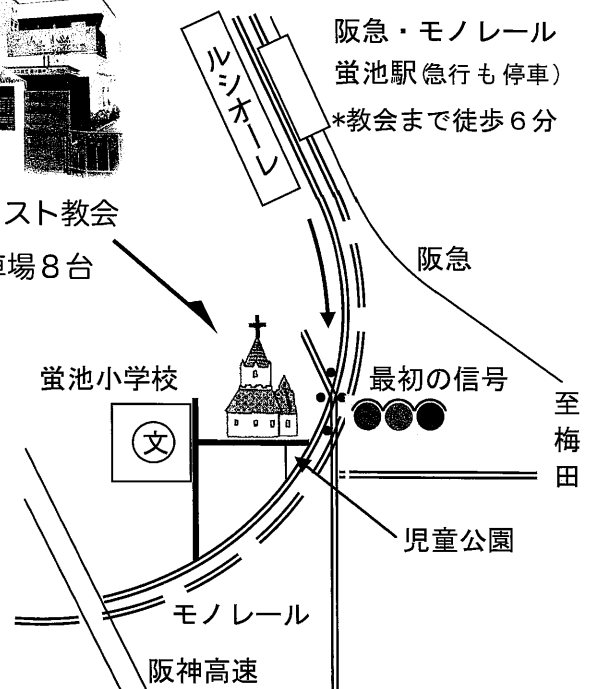 阪急・モノレール
蛍池駅(急行も停車)
*教会まで徒歩6分
ルシオーレ
スト教会
車場8台
阪急
蛍池小学校
文
最初の信号
至梅田
児童公園
モノレール
阪神高速